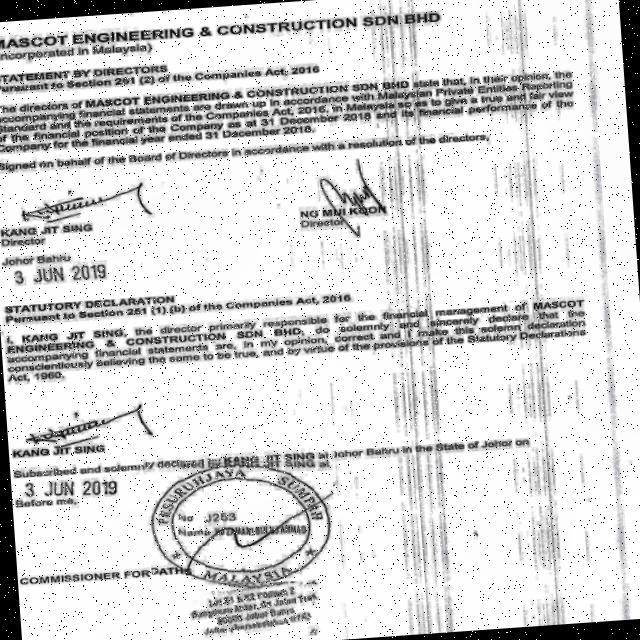 MASCOT ENGINEERING & CONSTRUCTION SDN BHD
(Incorporated in Malaysia)
STATEMENT BY DIRECTORS
Pursuant to Section 251 (2) of the Companies Act, 2016
The directors of MASCOT ENGINEERING & CONSTRUCTION SDN BHD state that, in their opinion, the
accompanying financial statements are drawn up in accordance with Malaysian Private Entities Reporting
Standard and the requirements of the Companies Act, 2016, in Malaysia so as to give a true and fair view
of the financial position of the Company as at 31 December 2018 and its financial performance of the
Company for the financial year ended 31 December 2018.
Signed on behalf of the Board of Directors in accordance with a resolution of the directors,
KANG JIT SING
Director
NG MUI KOON
Director
Johor Bahru
3 JUN 2019
STATUTORY DECLARATION
Pursuant to Section 251 (1) (b) of the Companies Act, 2016
I, KANG JIT SING, the director primarily responsible for the financial management of MASCOT
ENGINEERING & CONSTRUCTION SDN BHD, do solemnly and sincerely declare that the
accompanying financial statements are, in my opinion, correct and I make this solemn declaration
conscientiously believing the same to be true, and by virtue of the provisions of the Statutory Declarations
Act, 1960.
KANG JIT SING
Subscribed and solemnly declared by KANG JIT SING at Johor Bahru in the State of Johor on
3 JUN 2019
Before me,
PESURUHJAYA SUMPAH
No J253
Name
MALAYSIA
COMMISSIONER FOR OATHS